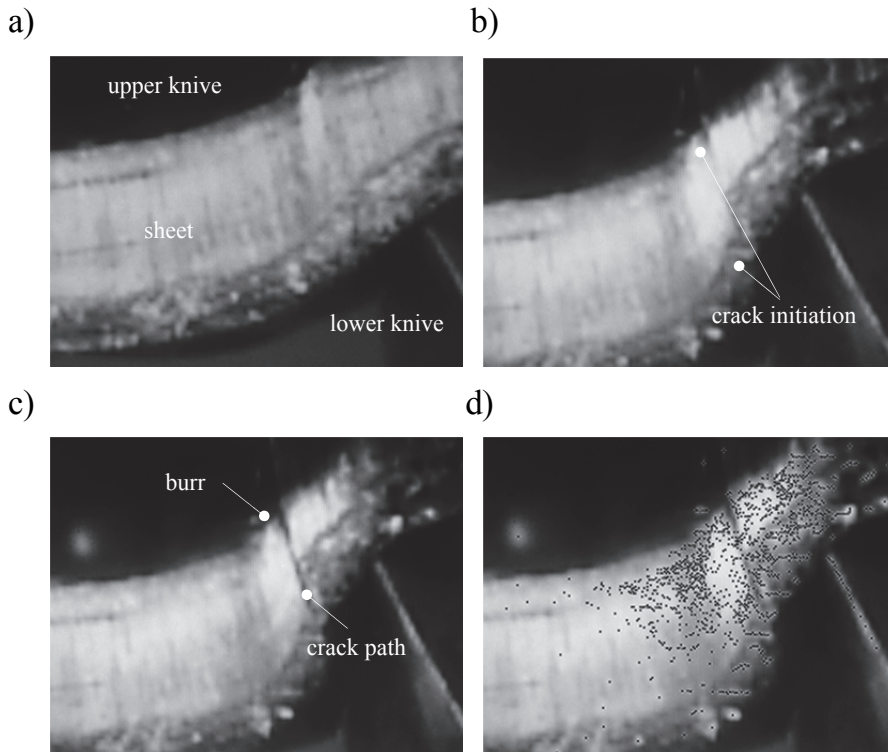 a)
upper knive
sheet
lower knive
b)
crack initiation
c)
burr
crack path
d)